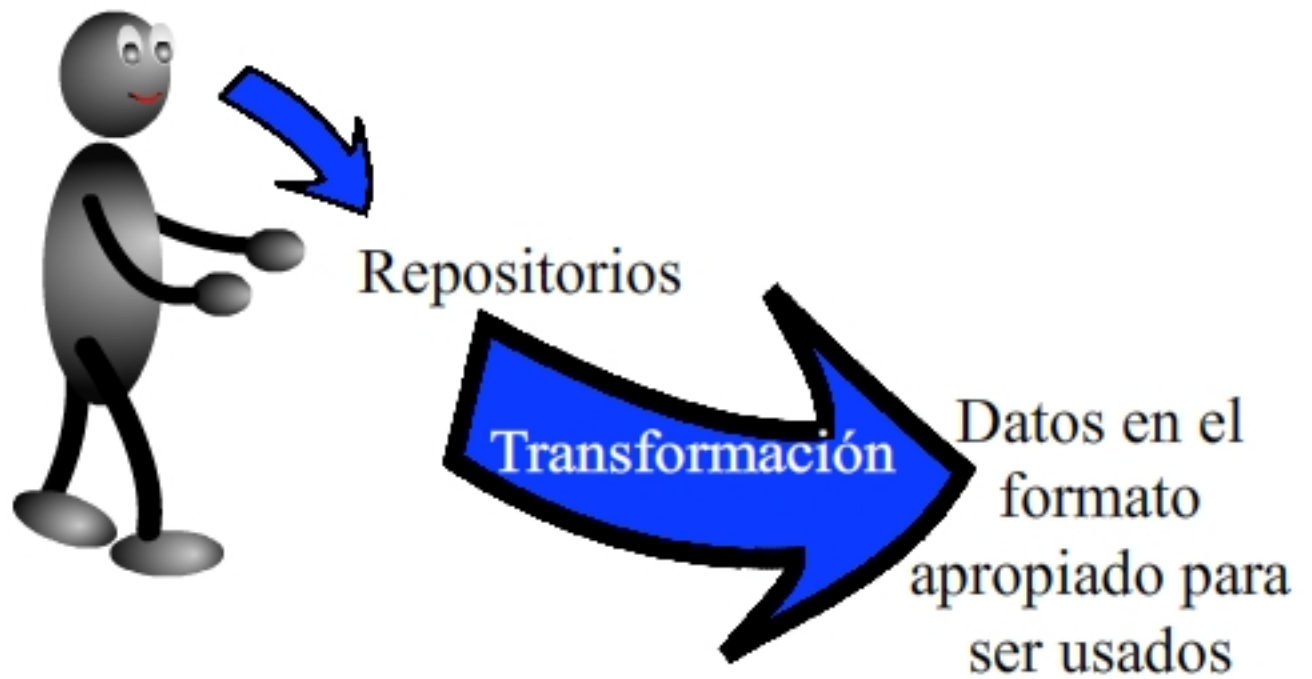 Repositorios
Transformación
Datos en el
formato
apropiado para
ser usados